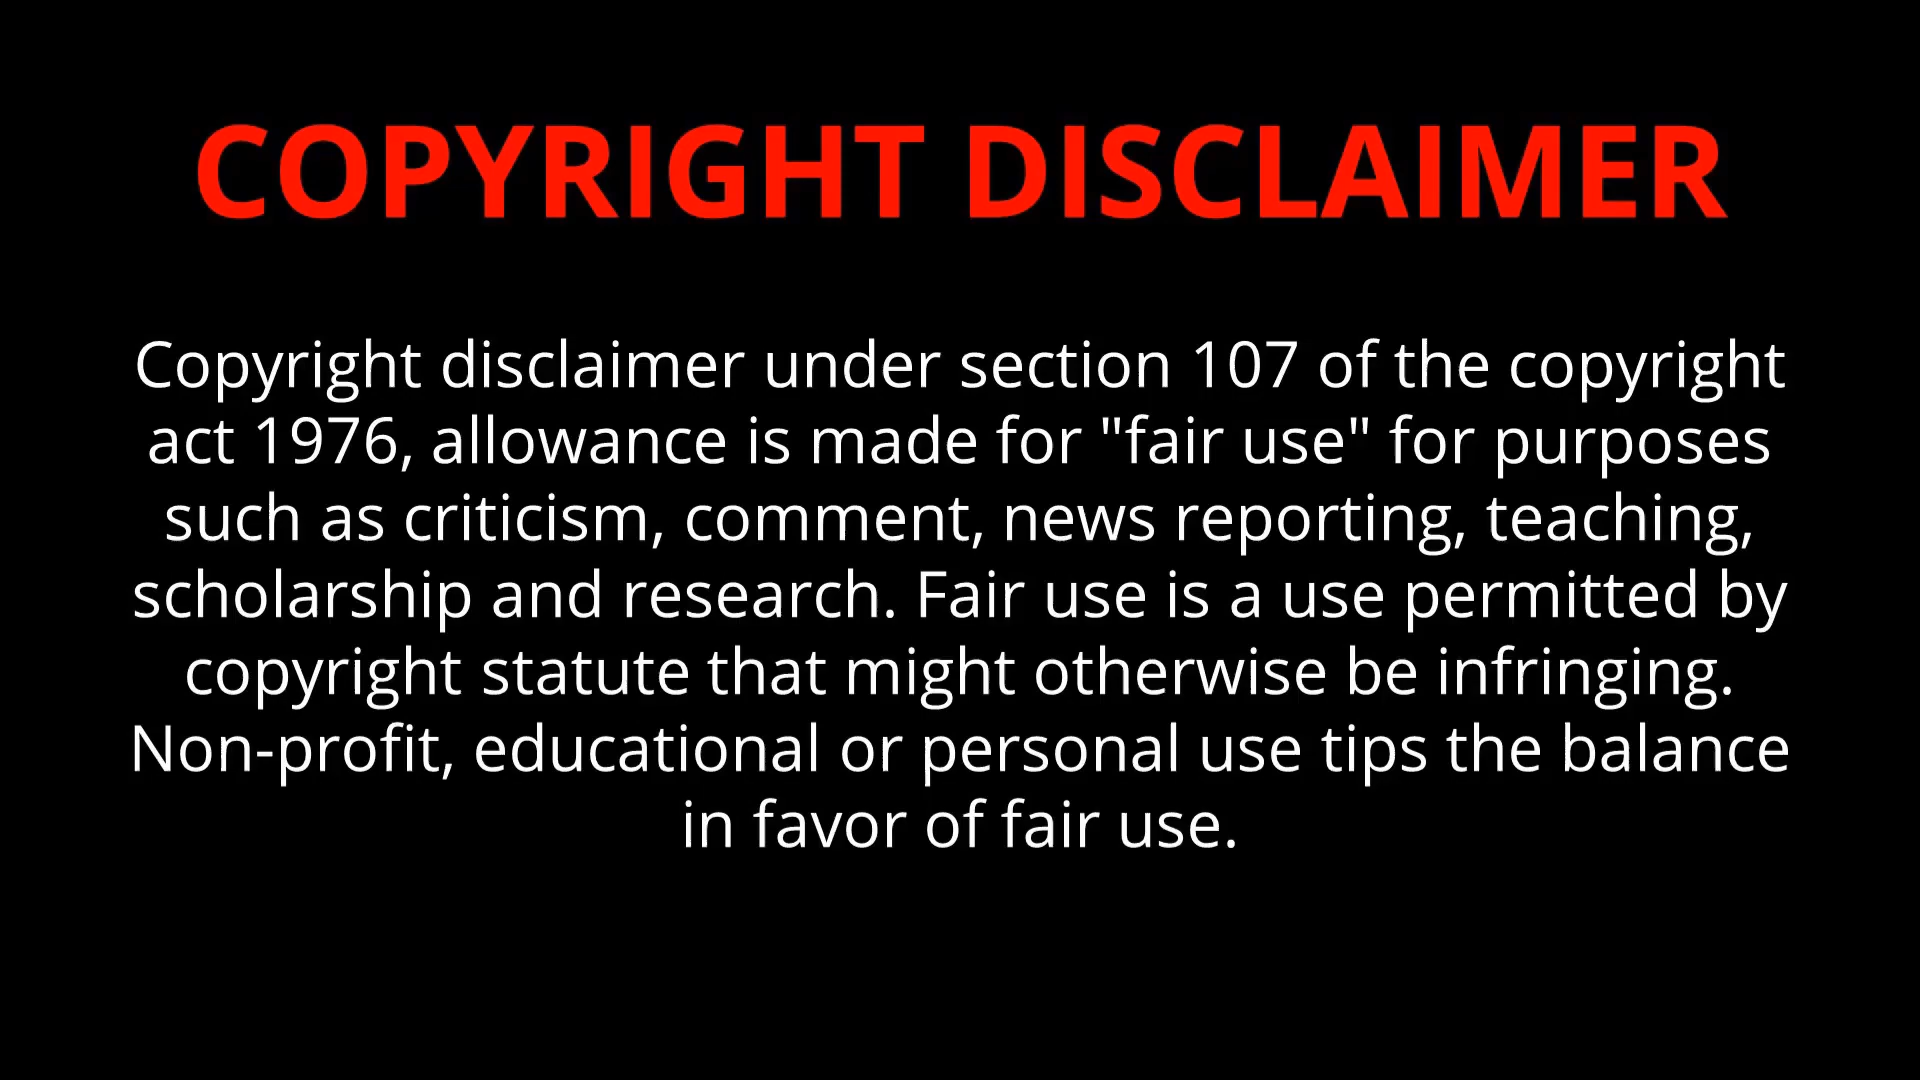 COPYRIGHT DISCLAIMER
Copyright disclaimer under section 107 of the copyright
act 1976, allowance is made for "fair use" for purposes
such as criticism, comment, news reporting, teaching,
scholarship and research. Fair use is a use permitted by
copyright statute that might otherwise be infringing.
Non-profit, educational or personal use tips the balance
in favor of fair use.